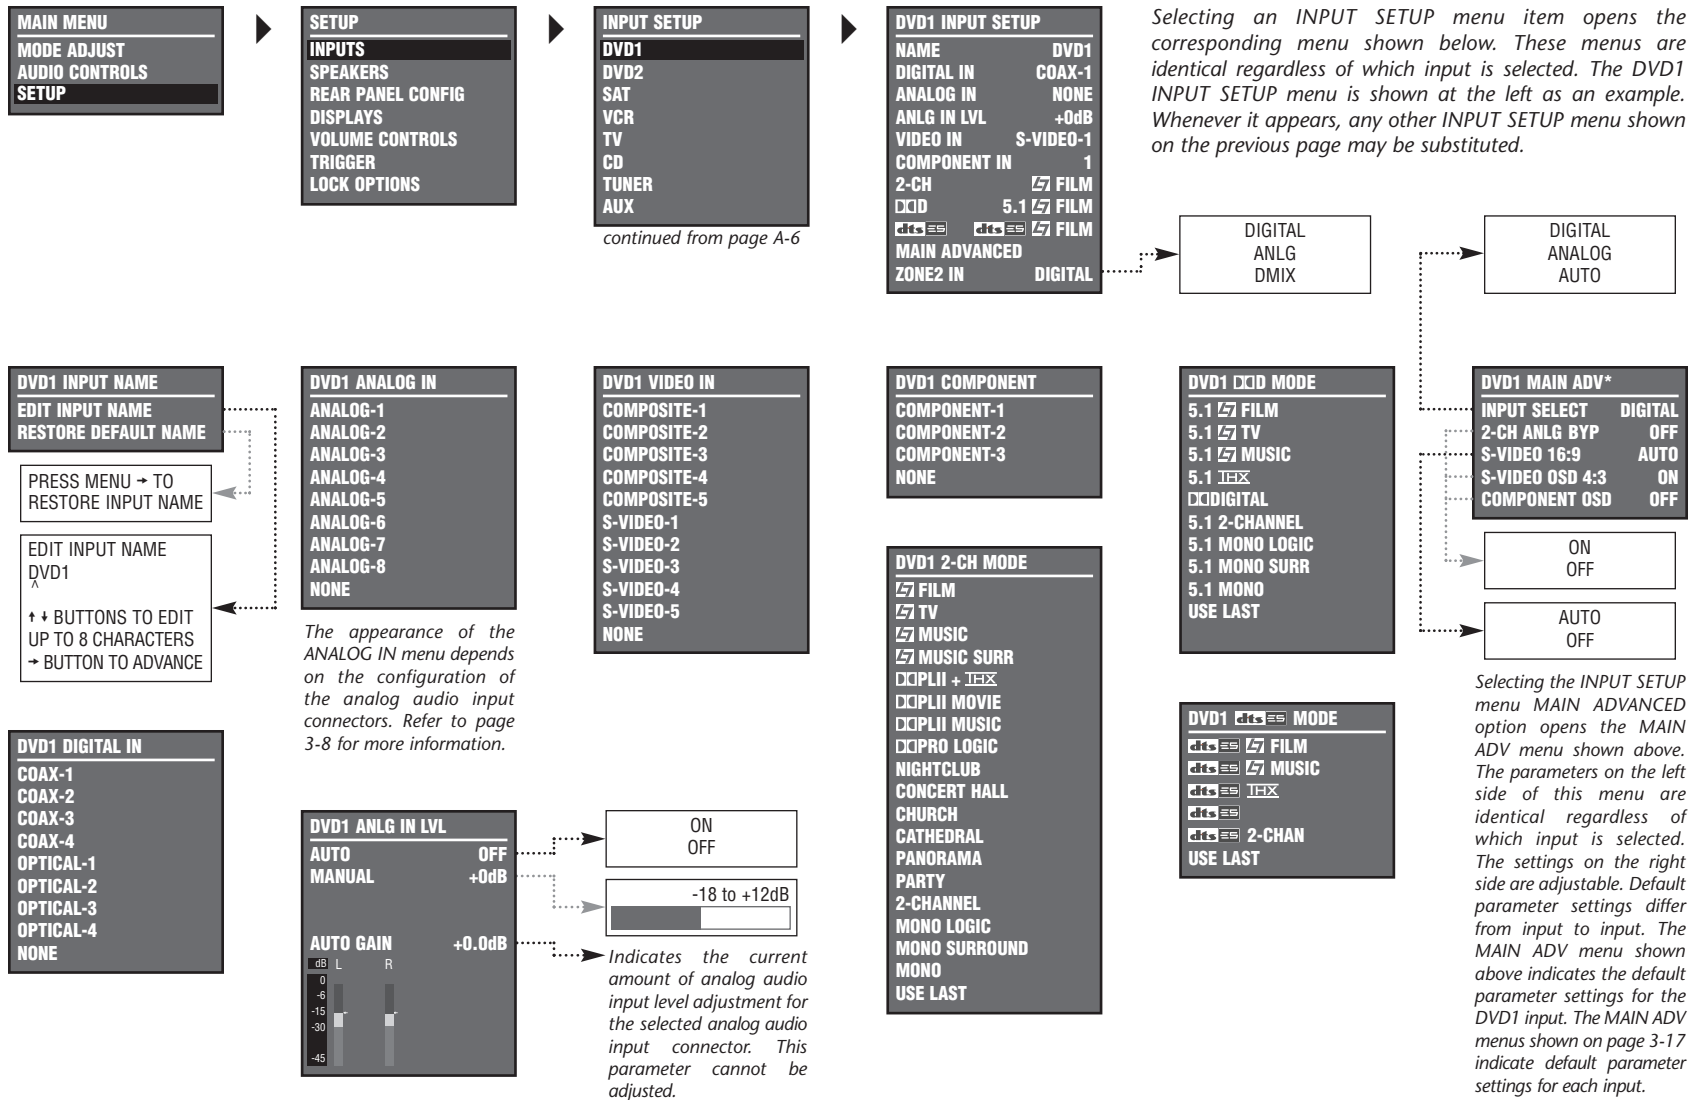 MAIN MENU
MODE ADJUST
AUDIO CONTROLS
SETUP
SETUP
INPUTS
SPEAKERS
REAR PANEL CONFIG
DISPLAYS
VOLUME CONTROLS
TRIGGER
LOCK OPTIONS
INPUT SETUP
DVD1
DVD2
SAT
VCR
TV
CD
TUNER
AUX
continued from page A-6
DVD1 INPUT SETUP
NAME DVD1
DIGITAL IN COAX-1
ANALOG IN NONE
ANLG IN LVL +0dB
VIDEO IN S-VIDEO-1
COMPONENT IN 1
2-CH FILM
D 5.1 FILM
dts ES dts ES FILM
MAIN ADVANCED
ZONE2 IN DIGITAL
Selecting an INPUT SETUP menu item opens the
corresponding menu shown below. These menus are
identical regardless of which input is selected. The DVD1
INPUT SETUP menu is shown at the left as an example.
Whenever it appears, any other INPUT SETUP menu shown
on the previous page may be substituted.
DIGITAL
ANLG
DMIX
DIGITAL
ANALOG
AUTO
DVD1 INPUT NAME
EDIT INPUT NAME
RESTORE DEFAULT NAME
PRESS MENU → TO
RESTORE INPUT NAME
EDIT INPUT NAME
DVD1
^
↑ ↓ BUTTONS TO EDIT
UP TO 8 CHARACTERS
→ BUTTON TO ADVANCE
DVD1 DIGITAL IN
COAX-1
COAX-2
COAX-3
COAX-4
OPTICAL-1
OPTICAL-2
OPTICAL-3
OPTICAL-4
NONE
DVD1 ANALOG IN
ANALOG-1
ANALOG-2
ANALOG-3
ANALOG-4
ANALOG-5
ANALOG-6
ANALOG-7
ANALOG-8
NONE
The appearance of the
ANALOG IN menu depends
on the configuration of
the analog audio input
connectors. Refer to page
3-8 for more information.
DVD1 ANLG IN LVL
AUTO OFF
MANUAL +0dB
AUTO GAIN +0.0dB
dB L R
0
-6
-15
-30
-45
ON
OFF
-18 to +12dB
Indicates the current
amount of analog audio
input level adjustment for
the selected analog audio
input connector. This
parameter cannot be
adjusted.
DVD1 VIDEO IN
COMPOSITE-1
COMPOSITE-2
COMPOSITE-3
COMPOSITE-4
COMPOSITE-5
S-VIDEO-1
S-VIDEO-2
S-VIDEO-3
S-VIDEO-4
S-VIDEO-5
NONE
DVD1 COMPONENT
COMPONENT-1
COMPONENT-2
COMPONENT-3
NONE
DVD1 2-CH MODE
FILM
TV
MUSIC
MUSIC SURR
PLII + THX
PLII MOVIE
PLII MUSIC
PRO LOGIC
NIGHTCLUB
CONCERT HALL
CHURCH
CATHEDRAL
PANORAMA
PARTY
2-CHANNEL
MONO LOGIC
MONO SURROUND
MONO
USE LAST
DVD1 D MODE
5.1 FILM
5.1 TV
5.1 MUSIC
5.1 THX
DIGITAL
5.1 2-CHANNEL
5.1 MONO LOGIC
5.1 MONO SURR
5.1 MONO
USE LAST
DVD1 dts ES MODE
dts ES FILM
dts ES MUSIC
dts ES THX
dts ES
dts ES 2-CHAN
USE LAST
DVD1 MAIN ADV*
INPUT SELECT DIGITAL
2-CH ANLG BYP OFF
S-VIDEO 16:9 AUTO
S-VIDEO OSD 4:3 ON
COMPONENT OSD OFF
ON
OFF
AUTO
OFF
Selecting the INPUT SETUP
menu MAIN ADVANCED
option opens the MAIN
ADV menu shown above.
The parameters on the left
side of this menu are
identical regardless of
which input is selected.
The settings on the right
side are adjustable. Default
parameter settings differ
from input to input. The
MAIN ADV menu shown
above indicates the default
parameter settings for the
DVD1 input. The MAIN ADV
menus shown on page 3-17
indicate default parameter
settings for each input.